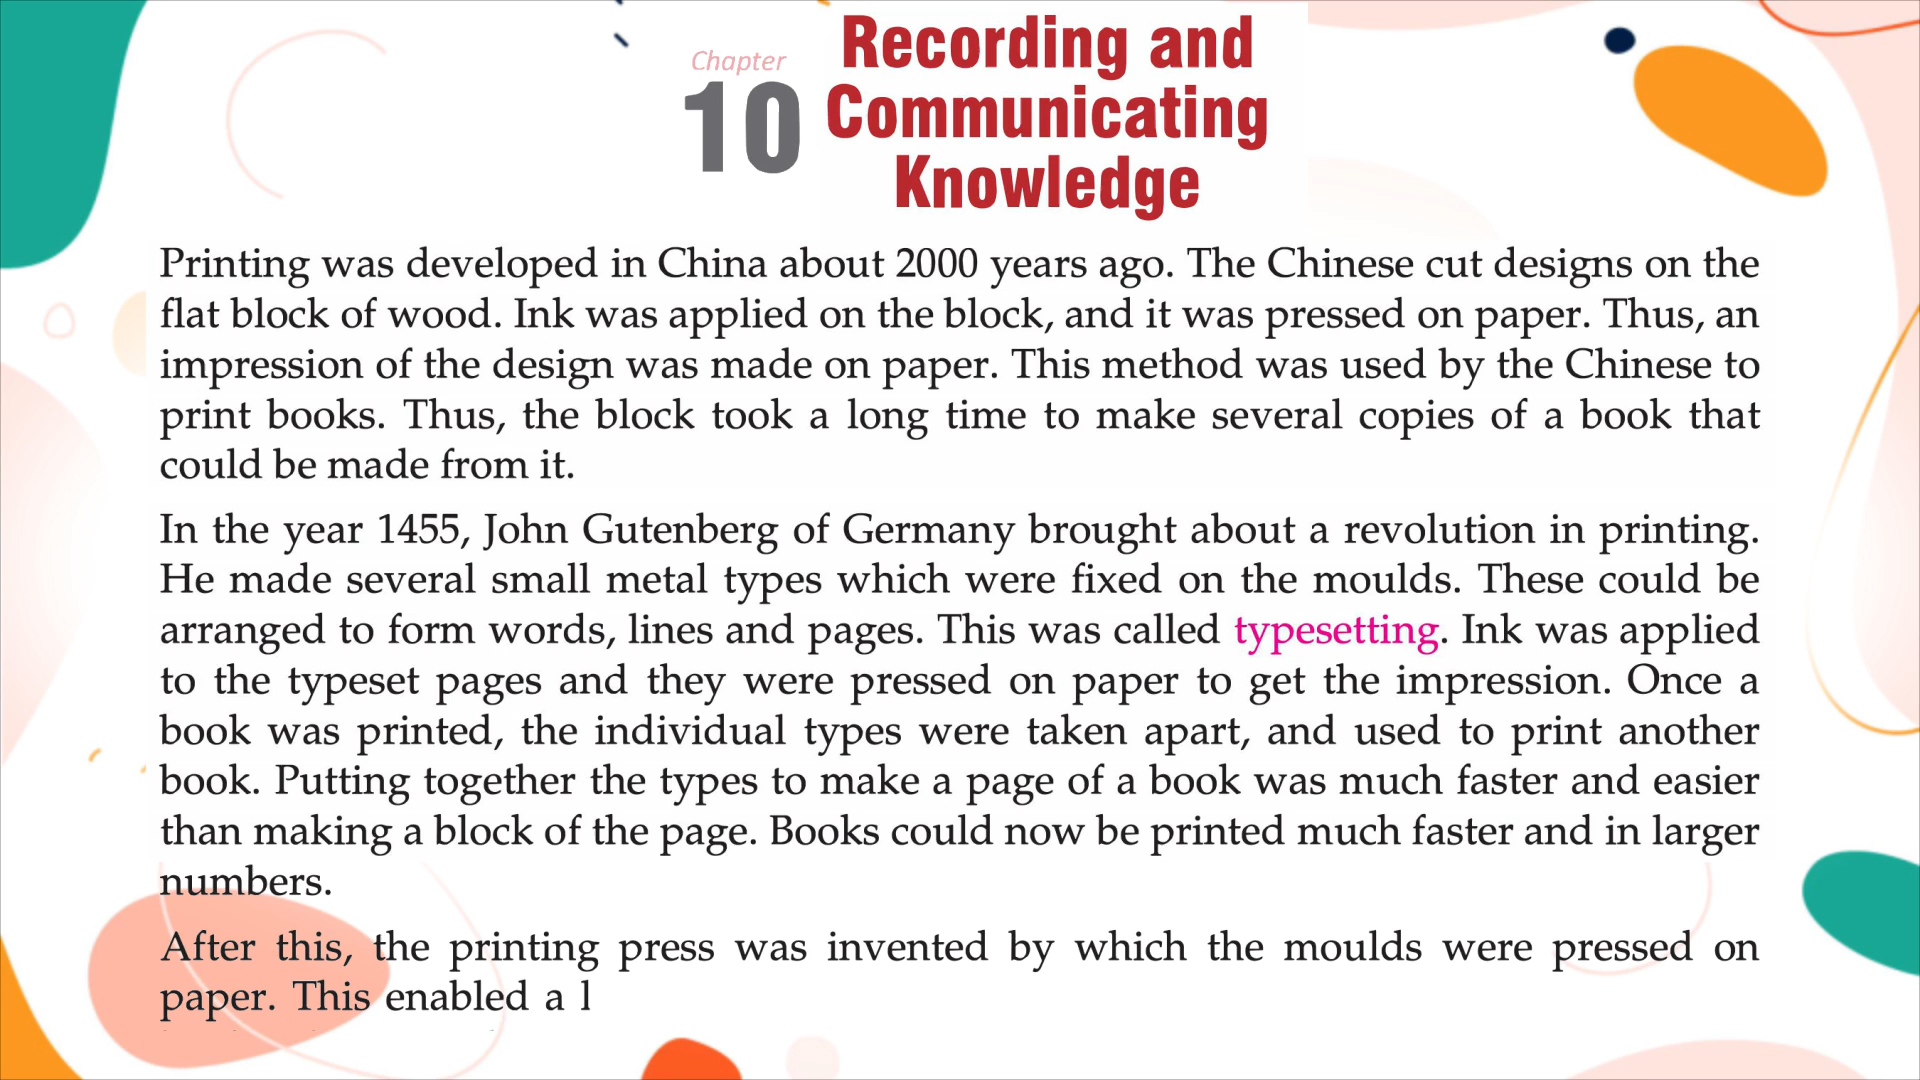 Chapter
10
Recording and
Communicating
Knowledge
Printing was developed in China about 2000 years ago. The Chinese cut designs on the
flat block of wood. Ink was applied on the block, and it was pressed on paper. Thus, an
impression of the design was made on paper. This method was used by the Chinese to
print books. Thus, the block took a long time to make several copies of a book that
could be made from it.
In the year 1455, John Gutenberg of Germany brought about a revolution in printing.
He made several small metal types which were fixed on the moulds. These could be
arranged to form words, lines and pages. This was called typesetting. Ink was applied
to the typeset pages and they were pressed on paper to get the impression. Once a
book was printed, the individual types were taken apart, and used to print another
book. Putting together the types to make a page of a book was much faster and easier
than making a block of the page. Books could now be printed much faster and in larger
numbers.
After this, the printing press was invented by which the moulds were pressed on
paper. This enabled a l